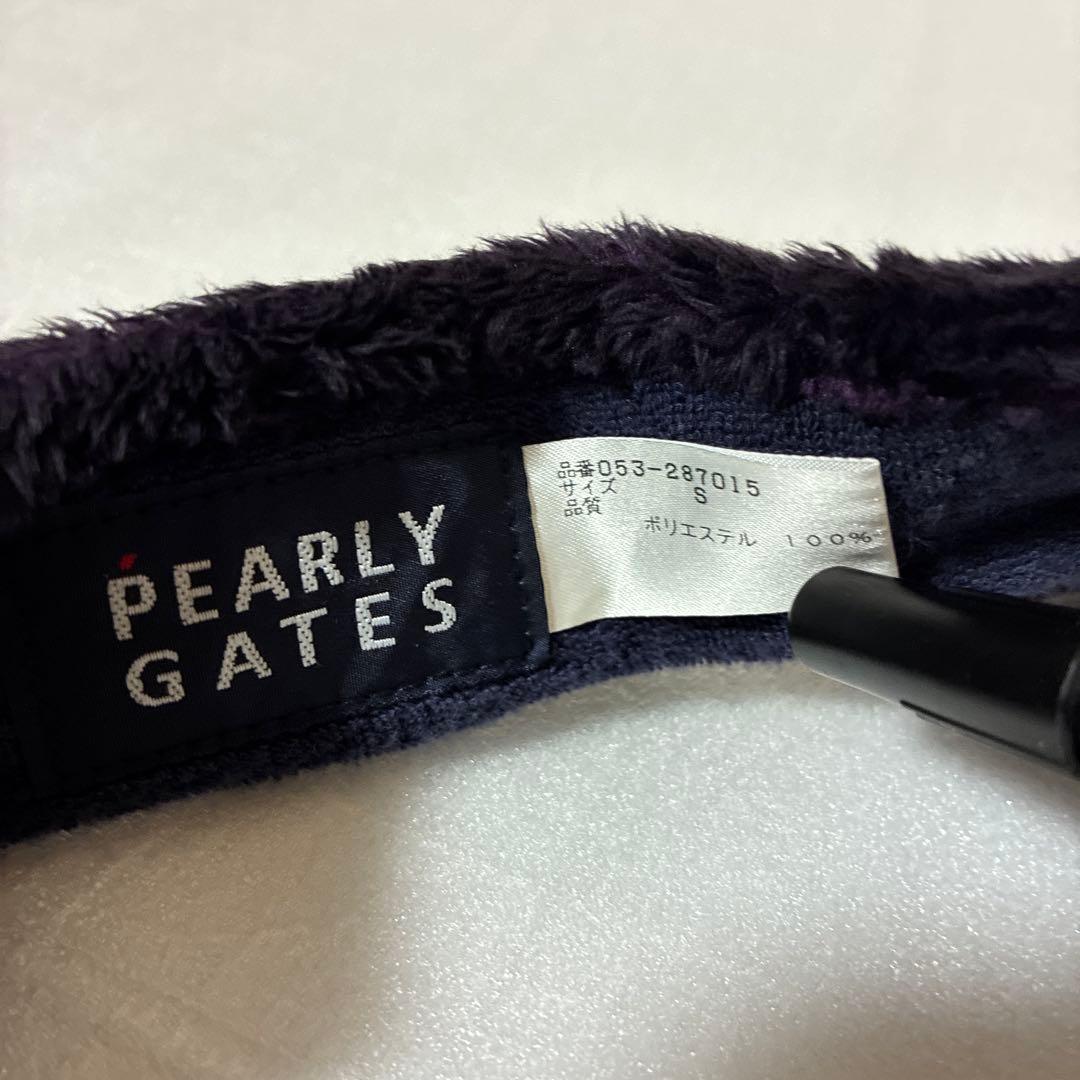 PEARLY
GATES
品番053-287015
サイズ S
品質
ポリエステル 100%